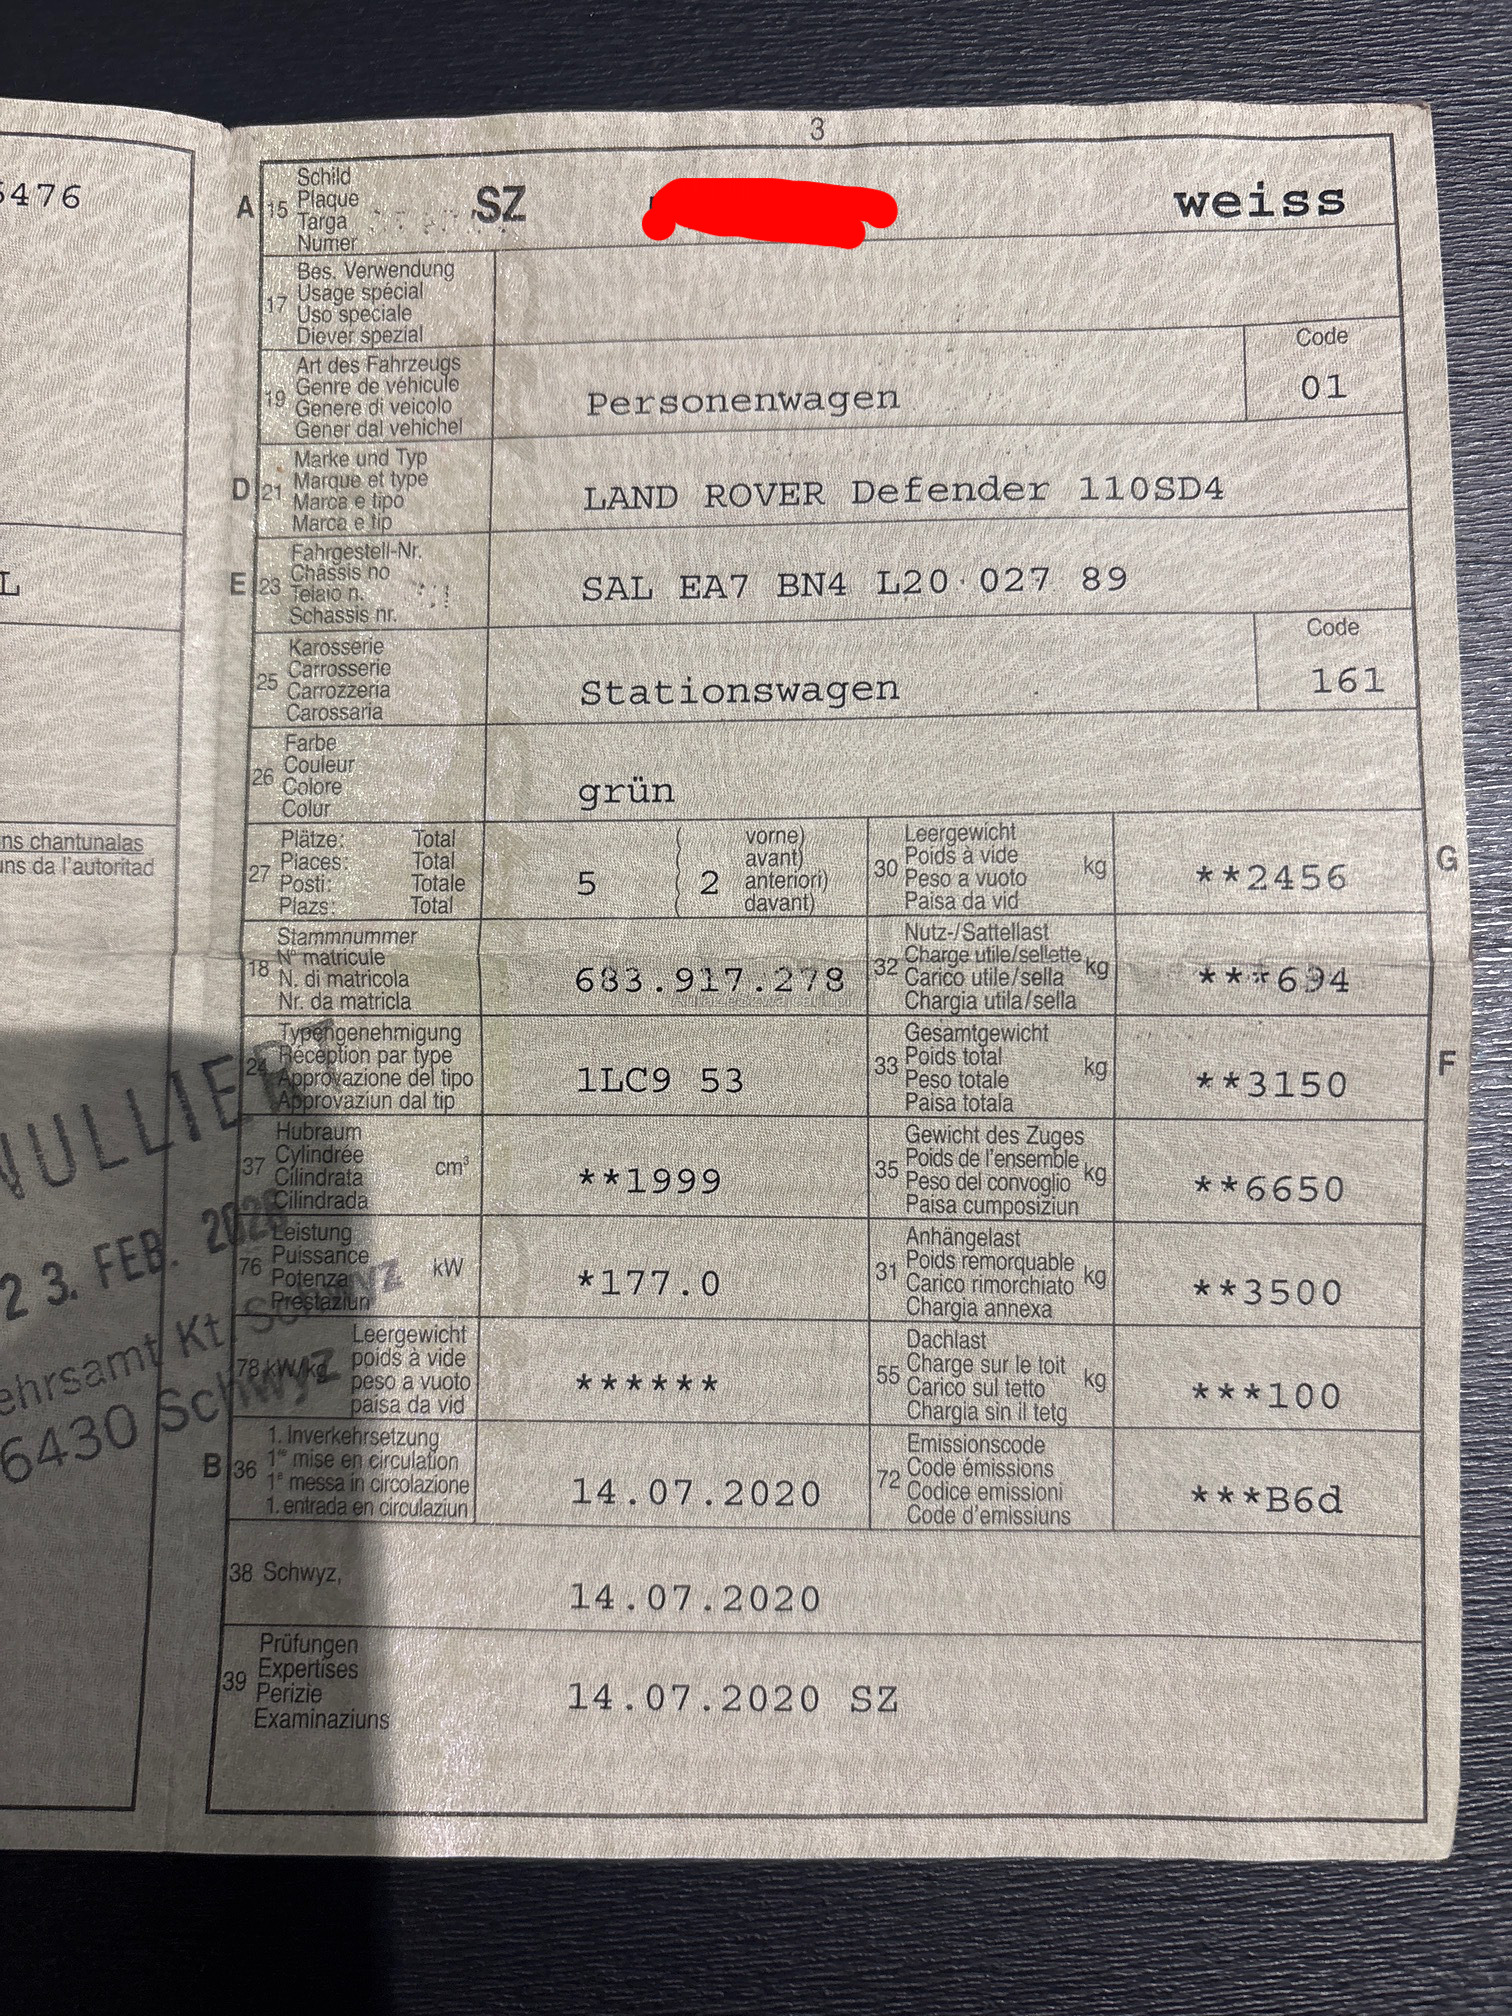 3
A 15 Schild SZ weiss
Plaque
Targa
Numer
17 Bes. Verwendung
Usage spécial
Uso speciale
Diever spezial
19 Art des Fahrzeugs Personenwagen Code
Genre de véhicule 01
Genere di veicolo
Gener dal vehichel
D 21 Marke und Typ LAND ROVER Defender 110SD4
Marque et type
Marca e tipo
Marca e tip
E 23 Fahrgestell-Nr. SAL EA7 BN4 L20 027 89
Châssis no
Telaio n.
Schassis nr.
25 Karosserie Stationswagen Code
Carrosserie 161
Carrozzeria
Carossaria
26 Farbe grün
Couleur
Colore
Colur
27 Plätze: Total 5 ( 2 vorne)
Places: Total avant)
Posti: Totale anteriori)
Plazs: Total davant)
30 Leergewicht kg **2456 G
Poids à vide
Peso a vuoto
Paisa da vid
18 Stammnummer 683.917.278
N° matricule
N. di matricola
Nr. da matricla
32 Nutz-/Sattellast kg ***694
Charge utile/sellette
Carico utile/sella
Chargia utila/sella
24 Typengenehmigung 1LC9 53
Réception par type
Approvazione del tipo
Approvaziun dal tip
33 Gesamtgewicht kg **3150 F
Poids total
Peso totale
Paisa totala
37 Hubraum cm³ **1999
Cylindrée
Cilindrata
Cilindrada
35 Gewicht des Zuges kg **6650
Poids de l'ensemble
Peso del convoglio
Paisa cumposiziun
76 Leistung kW *177.0
Puissance
Potenza
Prestaziun
31 Anhängelast kg **3500
Poids remorquable
Carico rimorchiato
Chargia annexa
78 kW/kg Leergewicht ******
poids à vide
peso a vuoto
paisa da vid
55 Dachlast kg ***100
Charge sur le toit
Carico sul tetto
Chargia sin il tetg
B 36 1. Inverkehrsetzung 14.07.2020
1re mise en circulation
1a messa in circolazione
1. entrada en circulaziun
72 Emissionscode ***B6d
Code émissions
Codice emissioni
Code d'emissiuns
38 Schwyz, 14.07.2020
39 Prüfungen 14.07.2020 SZ
Expertises
Perizie
Examinaziuns
5476
L
ns chantunalas
uns da l'autoritad
NULLIERT
23. FEB.
ehrsamt Kt. Schwyz
6430 Schwyz